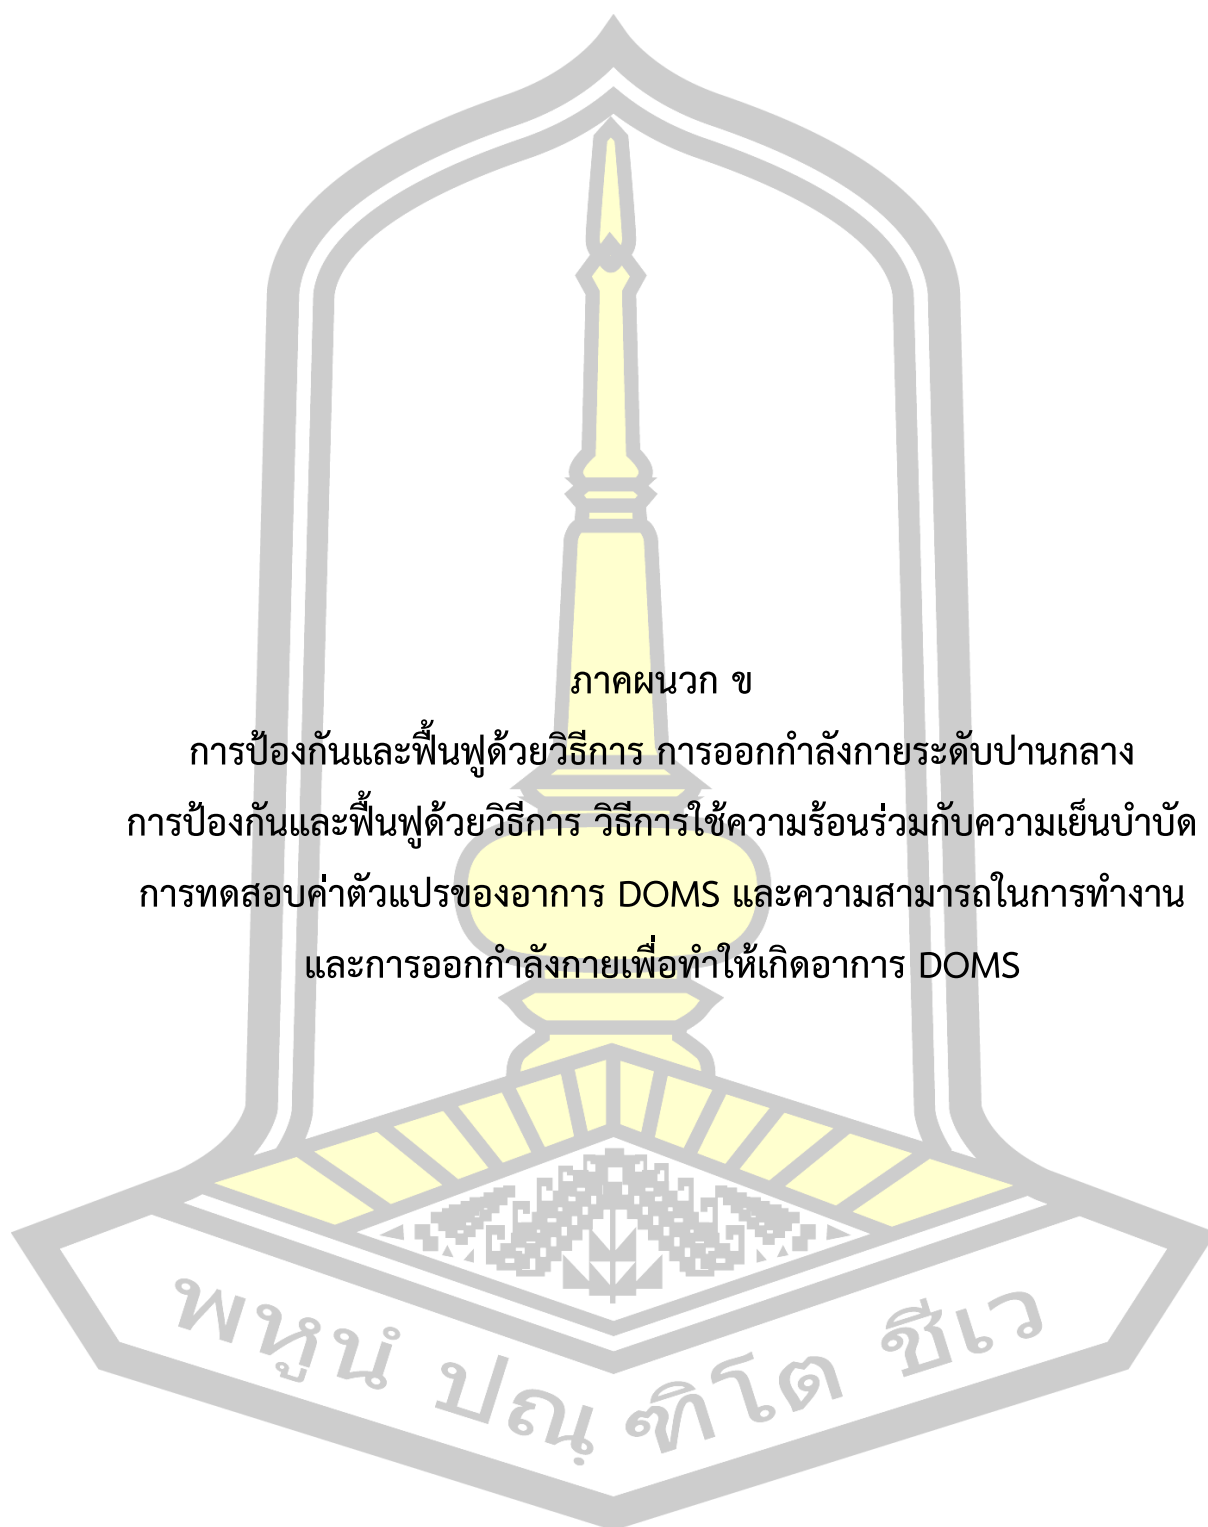 ภาคผนวก ข
การป้องกันและฟื้นฟูด้วยวิธีการ การออกกำลังกายระดับปานกลาง
การป้องกันและฟื้นฟูด้วยวิธีการ วิธีการใช้ความร้อนร่วมกับความเย็นบำบัด
การทดสอบค่าตัวแปรของอาการ DOMS และความสามารถในการทำงาน
และการออกกำลังกายเพื่อทำให้เกิดอาการ DOMS
พหูนํ ปณฺฑิโต ชีเว